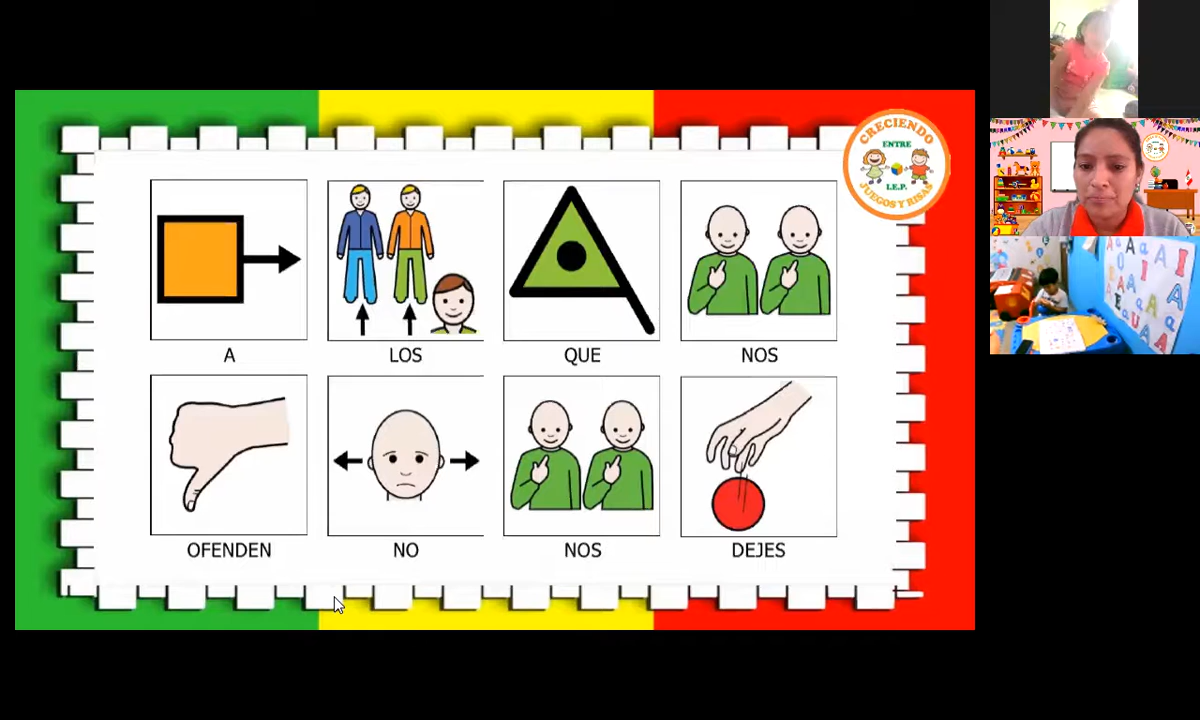 CRECIENDO
ENTRE
I.E.P.
JUEGOS Y RISAS
A LOS QUE NOS
OFENDEN NO NOS DEJES